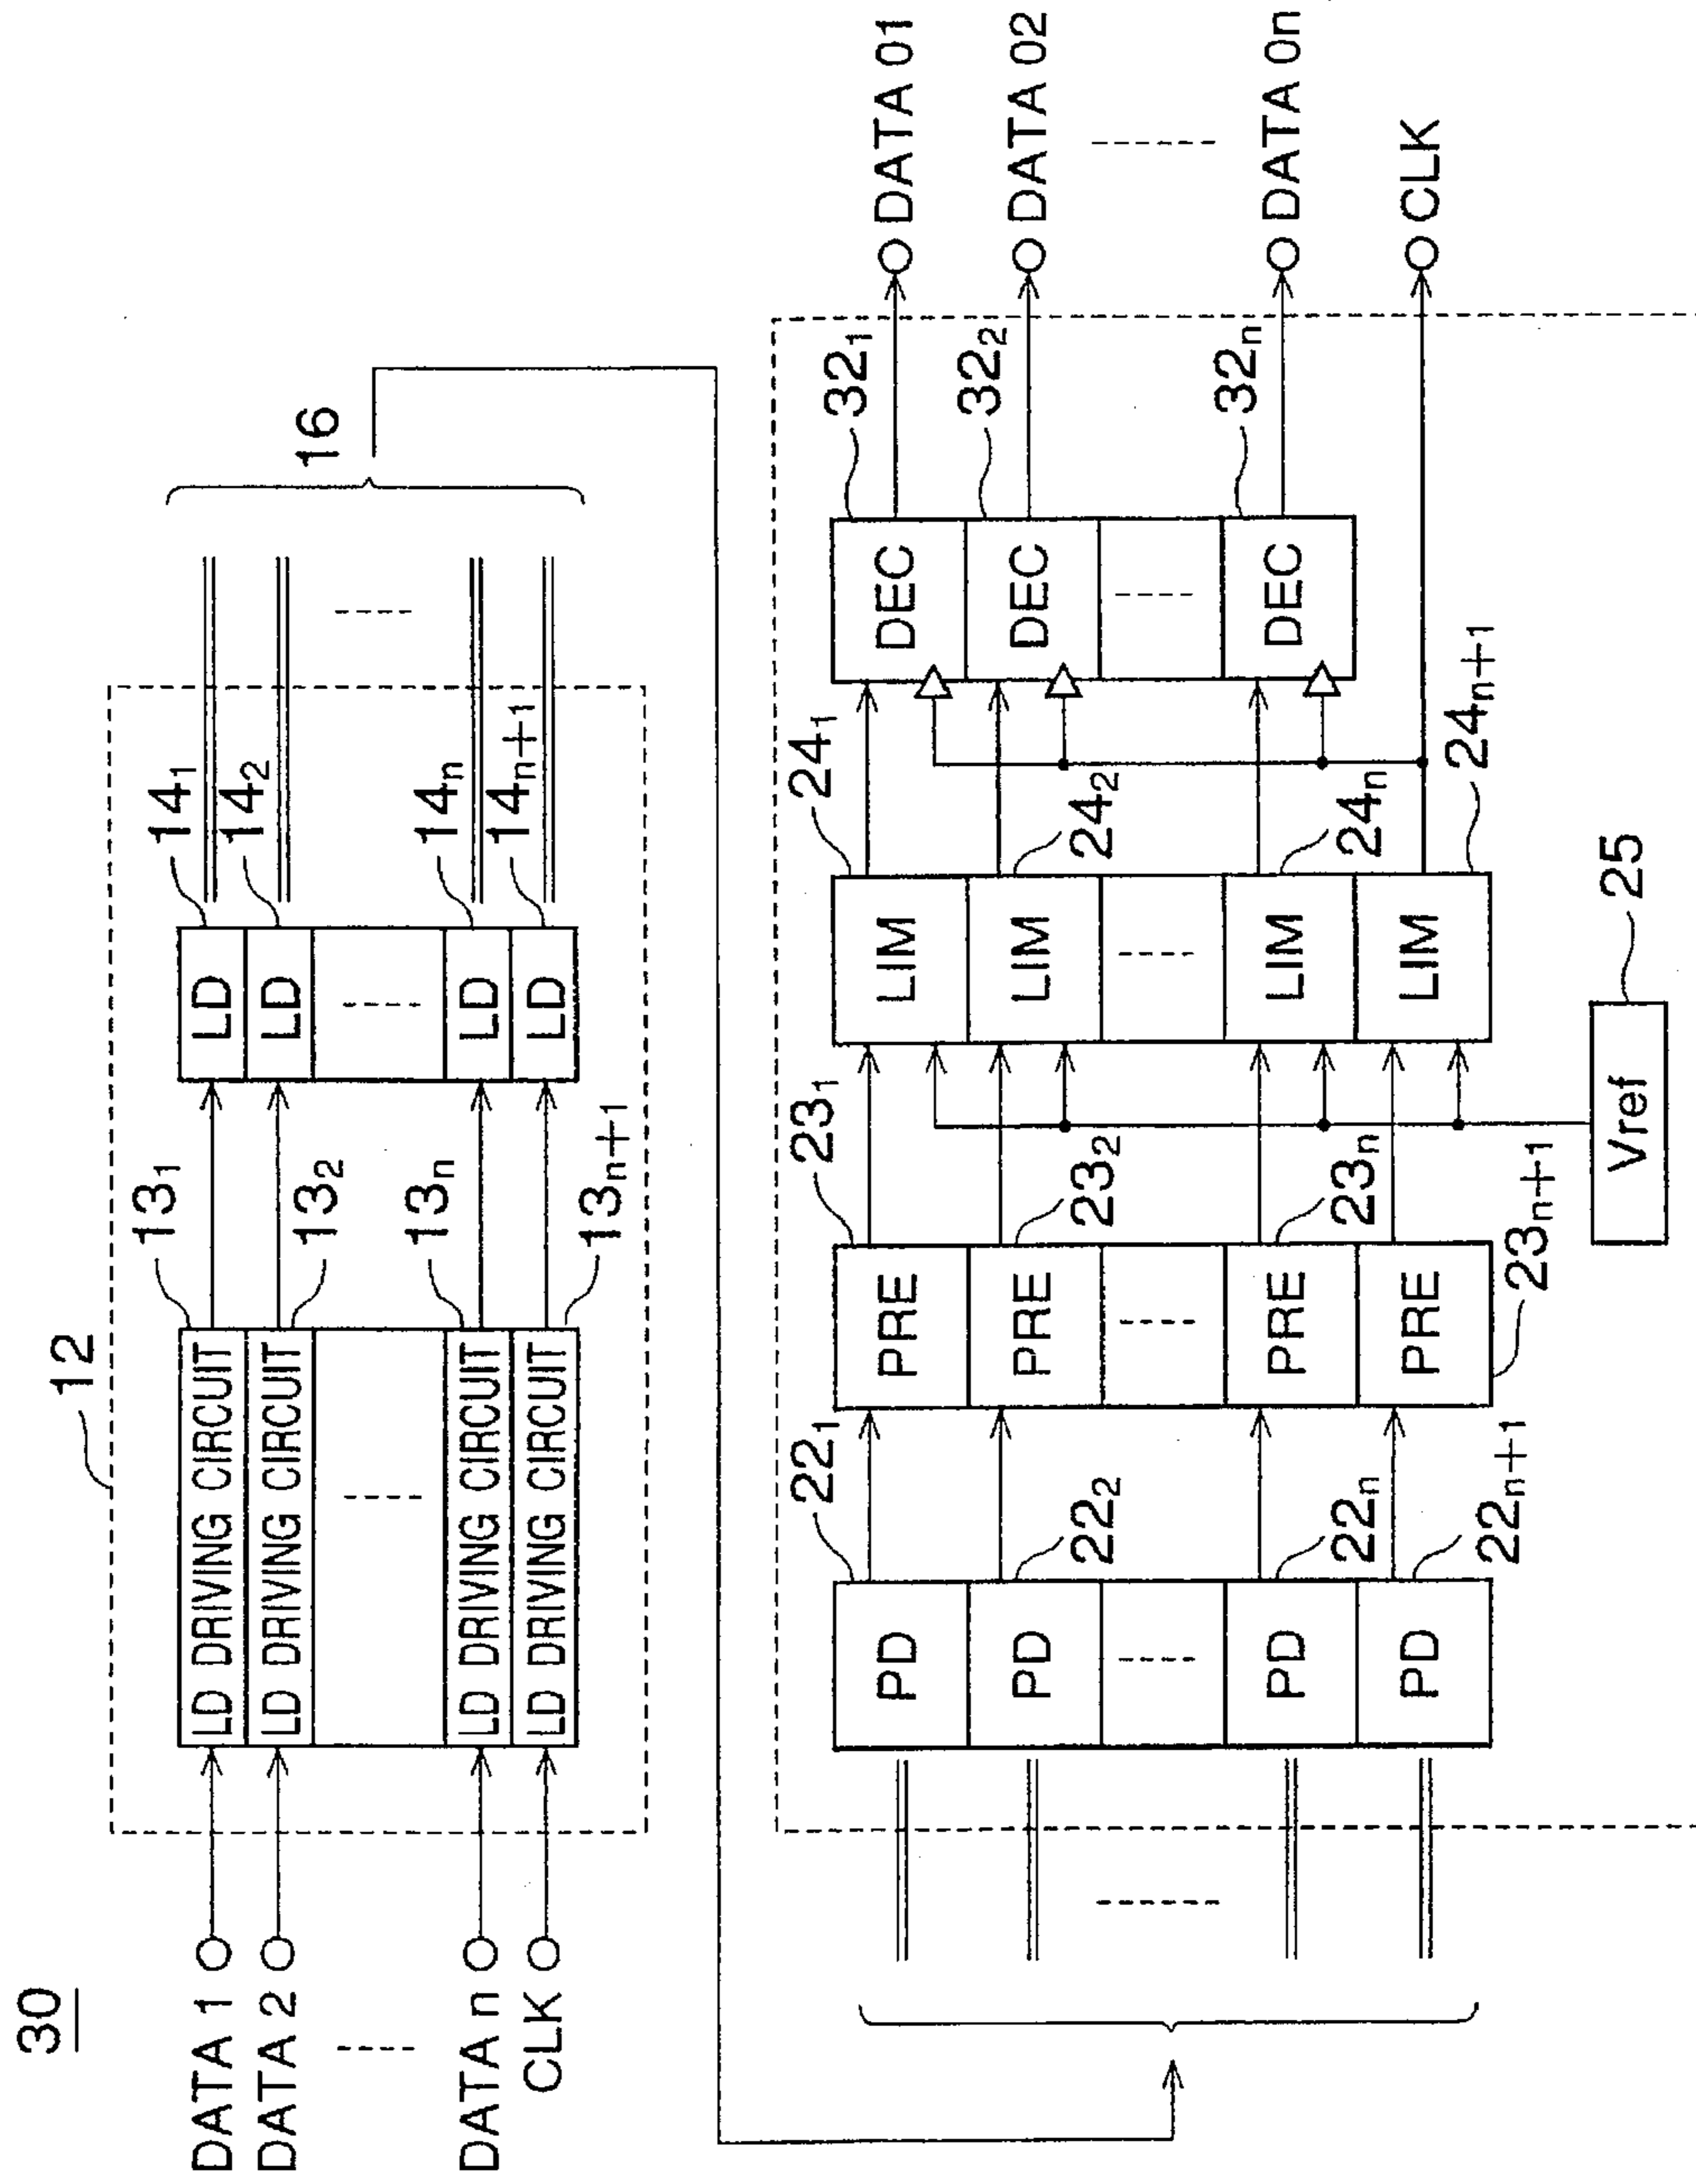 30
12
DATA 1
DATA 2
DATA n
CLK
LD DRIVING CIRCUIT
LD DRIVING CIRCUIT
LD DRIVING CIRCUIT
LD DRIVING CIRCUIT
13₁
13₂
13ₙ
13ₙ₊₁
LD
LD
LD
LD
14₁
14₂
14ₙ
14ₙ₊₁
16
PD
PD
PD
PD
22₁
22₂
22ₙ
22ₙ₊₁
PRE
PRE
PRE
PRE
23₁
23₂
23ₙ
23ₙ₊₁
Vref
25
LIM
LIM
LIM
LIM
24₁
24₂
24ₙ
24ₙ₊₁
DEC
DEC
DEC
32₁
32₂
32ₙ
DATA 01
DATA 02
DATA 0n
CLK